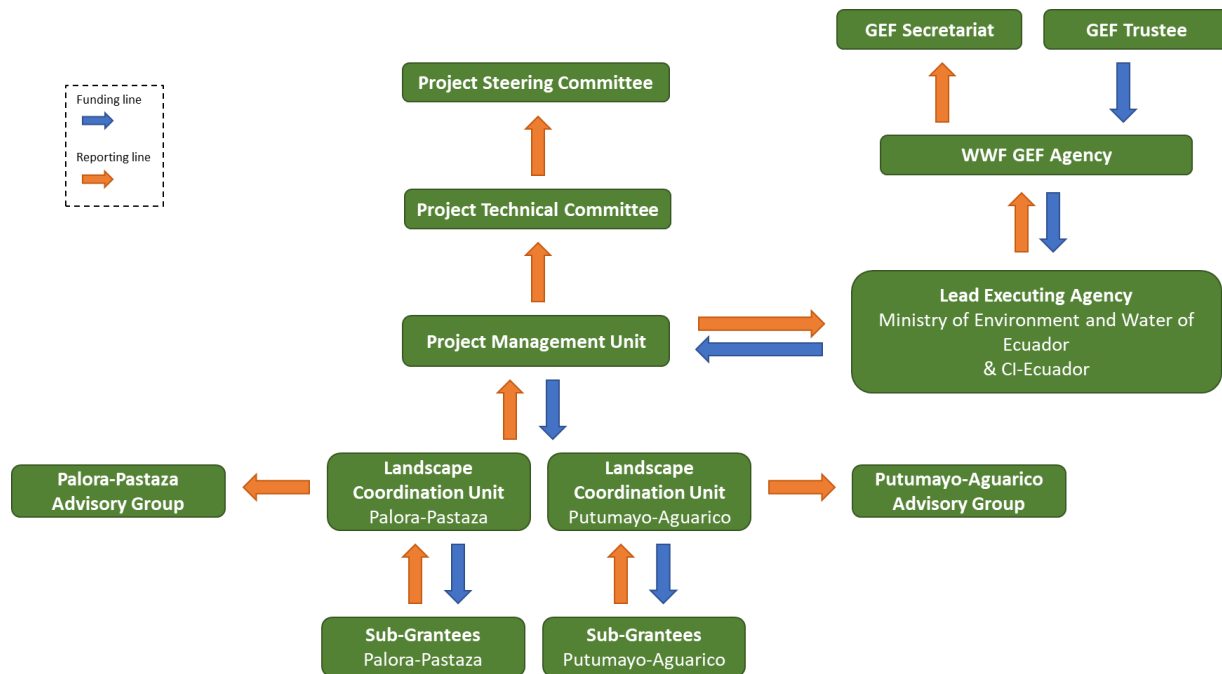 GEF Secretariat
GEF Trustee
Project Steering Committee
Funding line
Reporting line
WWF GEF Agency
Project Technical Committee
Lead Executing Agency
Ministry of Environment and Water of
Ecuador
& CI-Ecuador
Project Management Unit
Palora-Pastaza
Advisory Group
Landscape
Coordination Unit
Palora-Pastaza
Landscape
Coordination Unit
Putumayo-Aguarico
Putumayo-Aguarico
Advisory Group
Sub-Grantees
Palora-Pastaza
Sub-Grantees
Putumayo-Aguarico